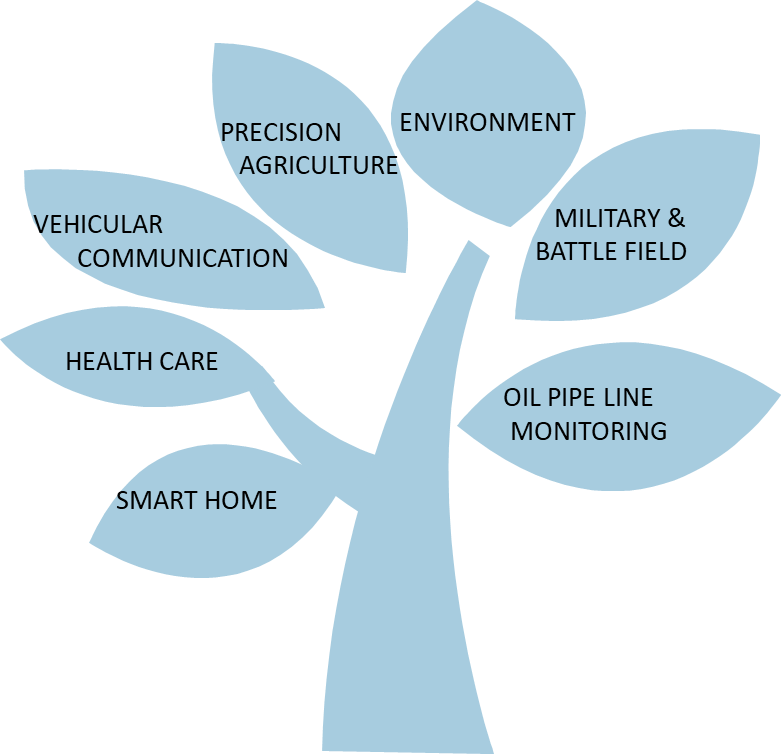 ENVIRONMENT
PRECISION
AGRICULTURE
MILITARY &
BATTLE FIELD
VEHICULAR
COMMUNICATION
HEALTH CARE
OIL PIPE LINE
MONITORING
SMART HOME